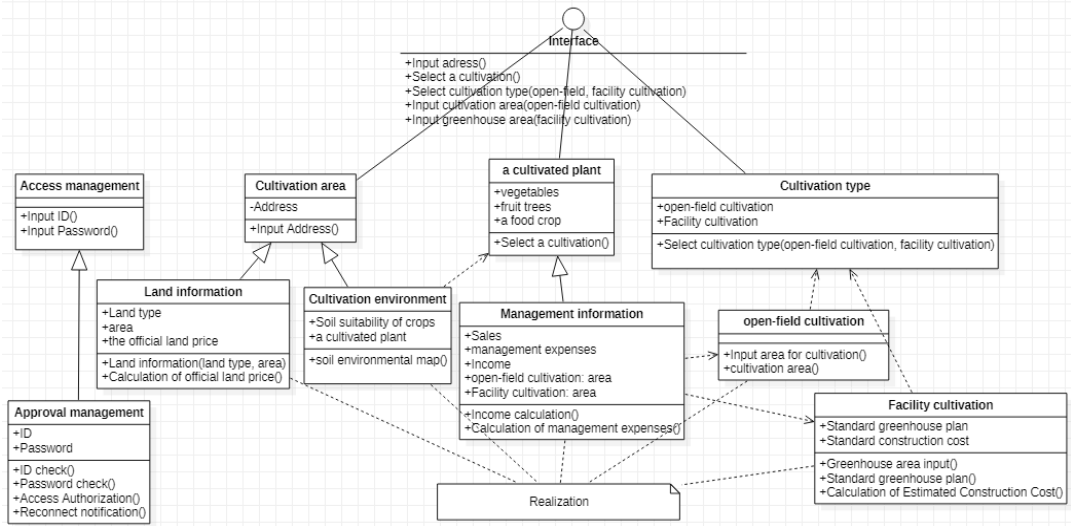 Interface
+Input adress()
+Select a cultivation()
+Select cultivation type(open-field, facility cultivation)
+Input cultivation area(open-field cultivation)
+Input greenhouse area(facility cultivation)
Access management
+Input ID()
+Input Password()
Cultivation area
-Address
+Input Address()
a cultivated plant
+vegetables
+fruit trees
+a food crop
+Select a cultivation()
Cultivation type
+open-field cultivation
+Facility cultivation
+Select cultivation type(open-field cultivation, facility cultivation)
Land information
+Land type
+area
+the official land price
+Land information(land type, area)
+Calculation of official land price()
Cultivation environment
+Soil suitability of crops
+a cultivated plant
+soil environmental map()
Management information
+Sales
+management expenses
+Income
+open-field cultivation: area
+Facility cultivation: area
+Income calculation()
+Calculation of management expenses()
open-field cultivation
+Input area for cultivation()
+cultivation area()
Facility cultivation
+Standard greenhouse plan
+Standard construction cost
+Greenhouse area input()
+Standard greenhouse plan()
+Calculation of Estimated Construction Cost()
Approval management
+ID
+Password
+ID check()
+Password check()
+Access Authorization()
+Reconnect notification()
Realization